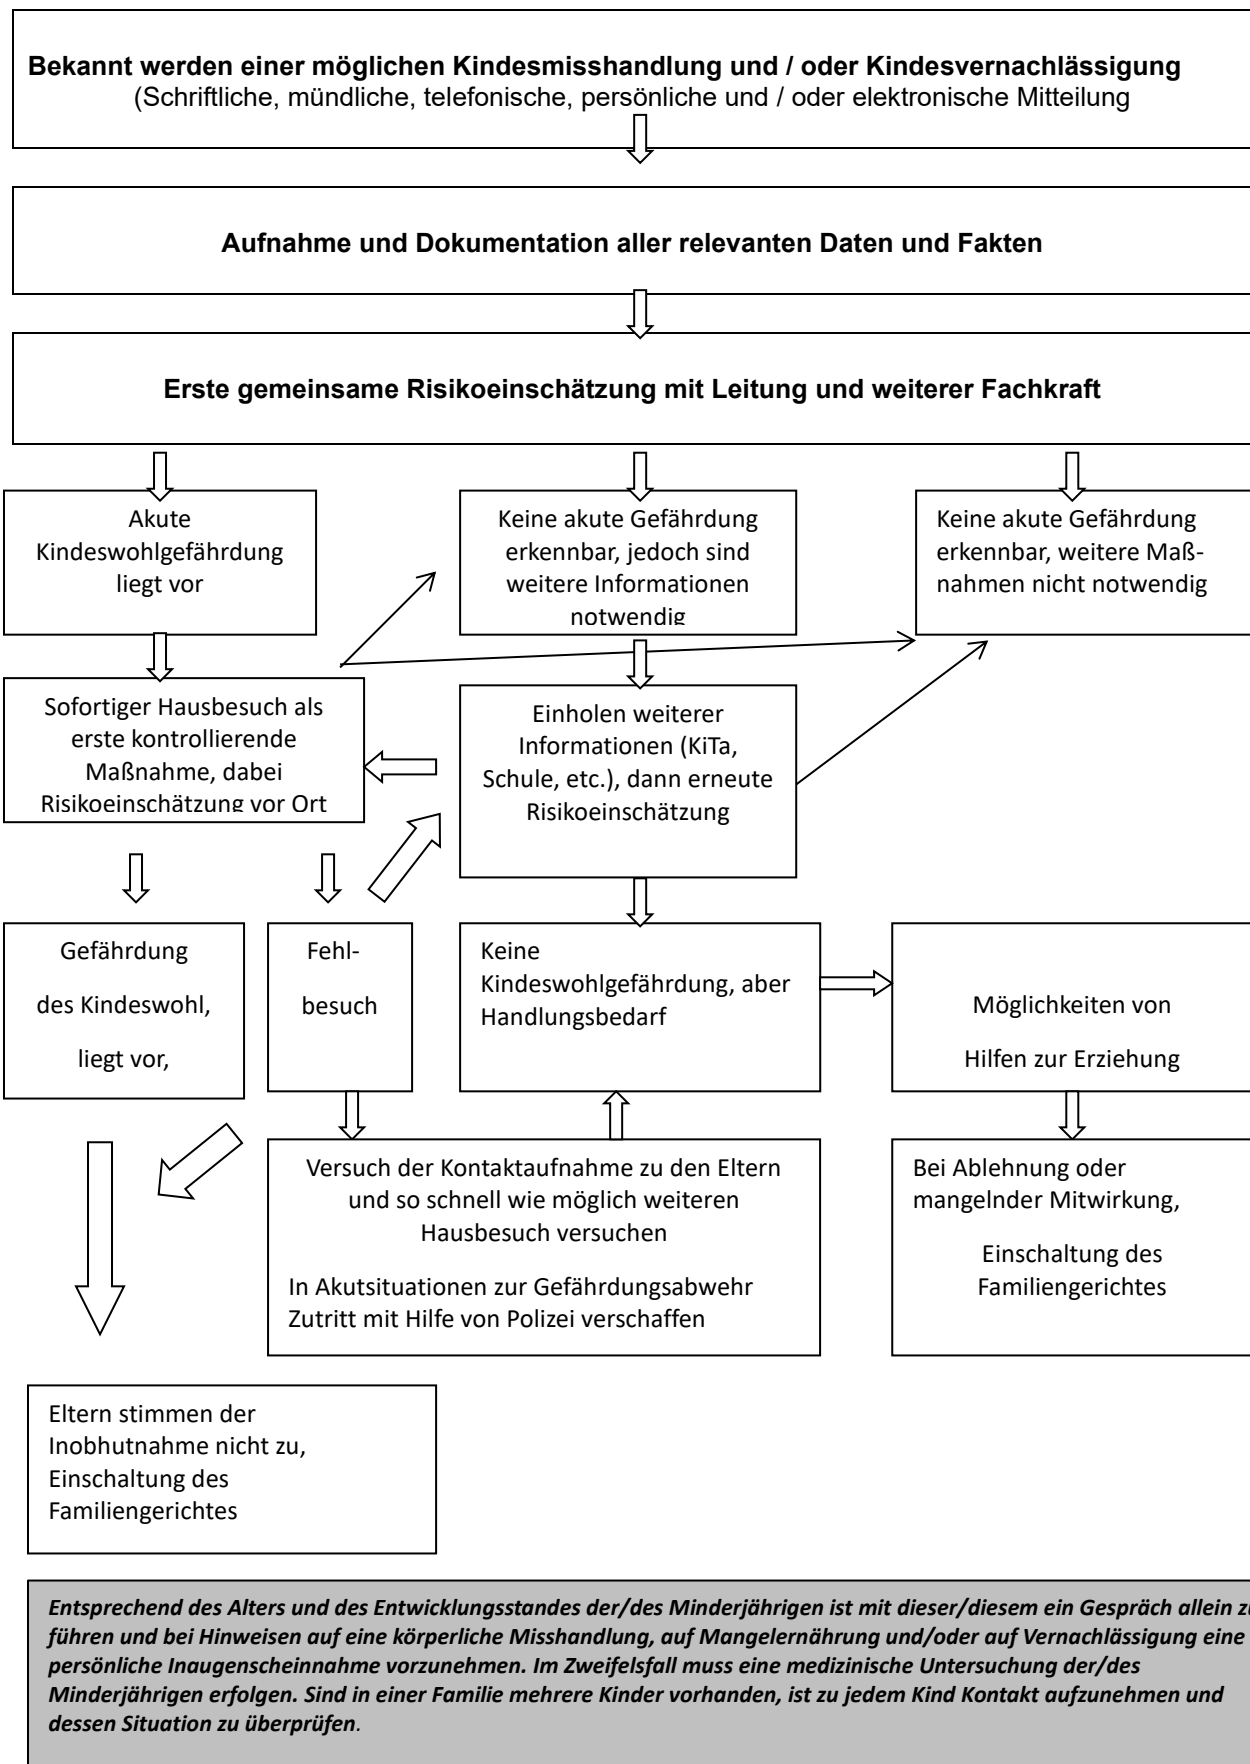 Bekannt werden einer möglichen Kindesmisshandlung und / oder Kindesvernachlässigung
(Schriftliche, mündliche, telefonische, persönliche und / oder elektronische Mitteilung
Aufnahme und Dokumentation aller relevanten Daten und Fakten
Erste gemeinsame Risikoeinschätzung mit Leitung und weiterer Fachkraft
Akute
Kindeswohlgefährdung
liegt vor
Keine akute Gefährdung
erkennbar, jedoch sind
weitere Informationen
notwendig
Keine akute Gefährdung
erkennbar, weitere Maß-
nahmen nicht notwendig
Sofortiger Hausbesuch als
erste kontrollierende
Maßnahme, dabei
Risikoeinschätzung vor Ort
Einholen weiterer
Informationen (KiTa,
Schule, etc.), dann erneute
Risikoeinschätzung
Gefährdung
des Kindeswohl,
liegt vor,
Fehl-
besuch
Keine
Kindeswohlgefährdung, aber
Handlungsbedarf
Möglichkeiten von
Hilfen zur Erziehung
Versuch der Kontaktaufnahme zu den Eltern
und so schnell wie möglich weiteren
Hausbesuch versuchen
In Akutsituationen zur Gefährdungsabwehr
Zutritt mit Hilfe von Polizei verschaffen
Bei Ablehnung oder
mangelnder Mitwirkung,
Einschaltung des
Familiengerichtes
Eltern stimmen der
Inobhutnahme nicht zu,
Einschaltung des
Familiengerichtes
Entsprechend des Alters und des Entwicklungsstandes der/des Minderjährigen ist mit dieser/diesem ein Gespräch allein zu
führen und bei Hinweisen auf eine körperliche Misshandlung, auf Mangelernährung und/oder auf Vernachlässigung eine
persönliche Inaugenscheinnahme vorzunehmen. Im Zweifelsfall muss eine medizinische Untersuchung der/des
Minderjährigen erfolgen. Sind in einer Familie mehrere Kinder vorhanden, ist zu jedem Kind Kontakt aufzunehmen und
dessen Situation zu überprüfen.